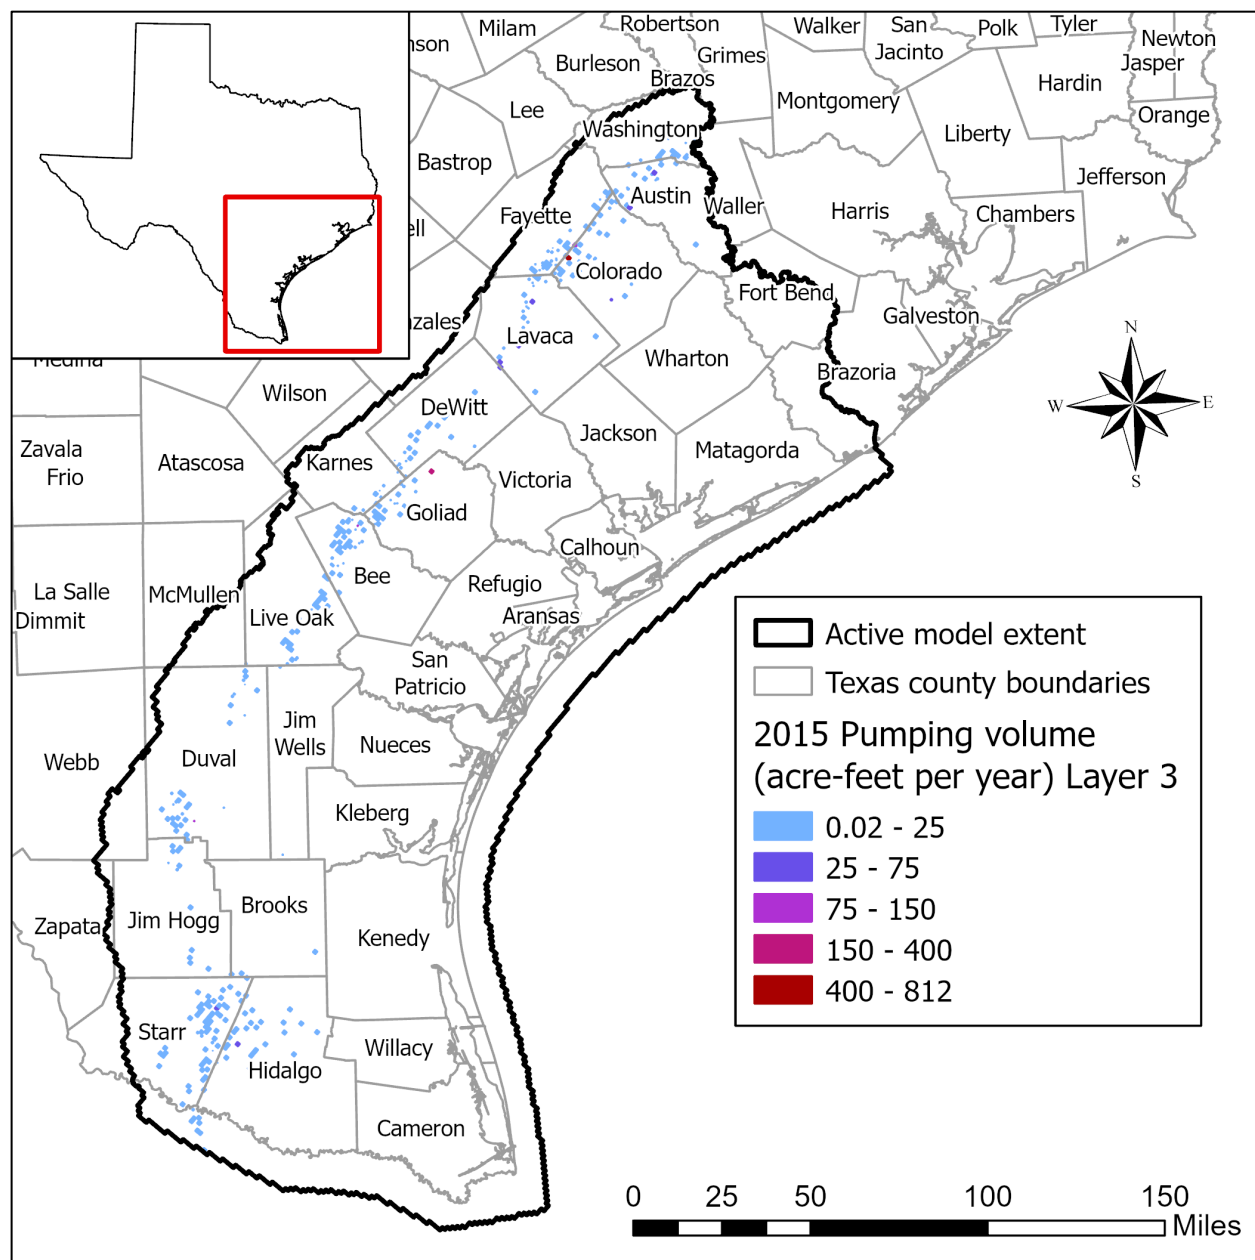 Milam
Robertson
Walker
San
Jacinto
Polk
Tyler
Newton
nson
Burleson
Grimes
Jasper
Brazos
Hardin
Lee
Montgomery
Orange
Washington
Liberty
Bastrop
Jefferson
Austin
Waller
Harris
Chambers
Fayette
ell
Colorado
Fort Bend
Galveston
nzales
Lavaca
Wharton
Medina
Brazoria
Wilson
DeWitt
Jackson
Zavala
Frio
Atascosa
Karnes
Matagorda
Victoria
Goliad
Calhoun
La Salle
Dimmit
McMullen
Bee
Refugio
Live Oak
Aransas
San
Patricio
Jim
Wells
Nueces
Webb
Duval
Kleberg
Zapata
Jim Hogg
Brooks
Kenedy
Starr
Willacy
Hidalgo
Cameron
N
W
E
S
Active model extent
Texas county boundaries
2015 Pumping volume
(acre-feet per year) Layer 3
0.02 - 25
25 - 75
75 - 150
150 - 400
400 - 812
0 25 50 100 150
Miles